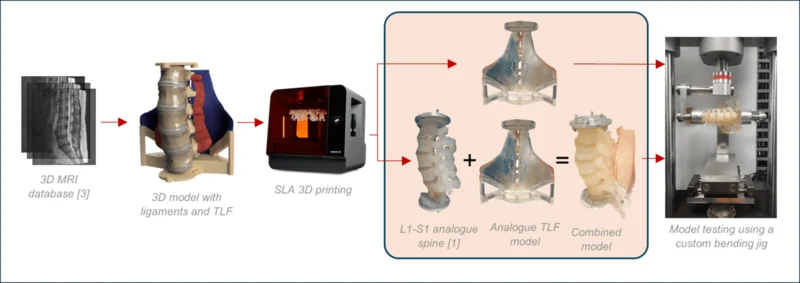 +
=
3D MRI
database [3]
3D model with
ligaments and TLF
SLA 3D printing
L1-S1 analogue
spine [1]
Analogue TLF
model
Combined
model
Model testing using a
custom bending jig